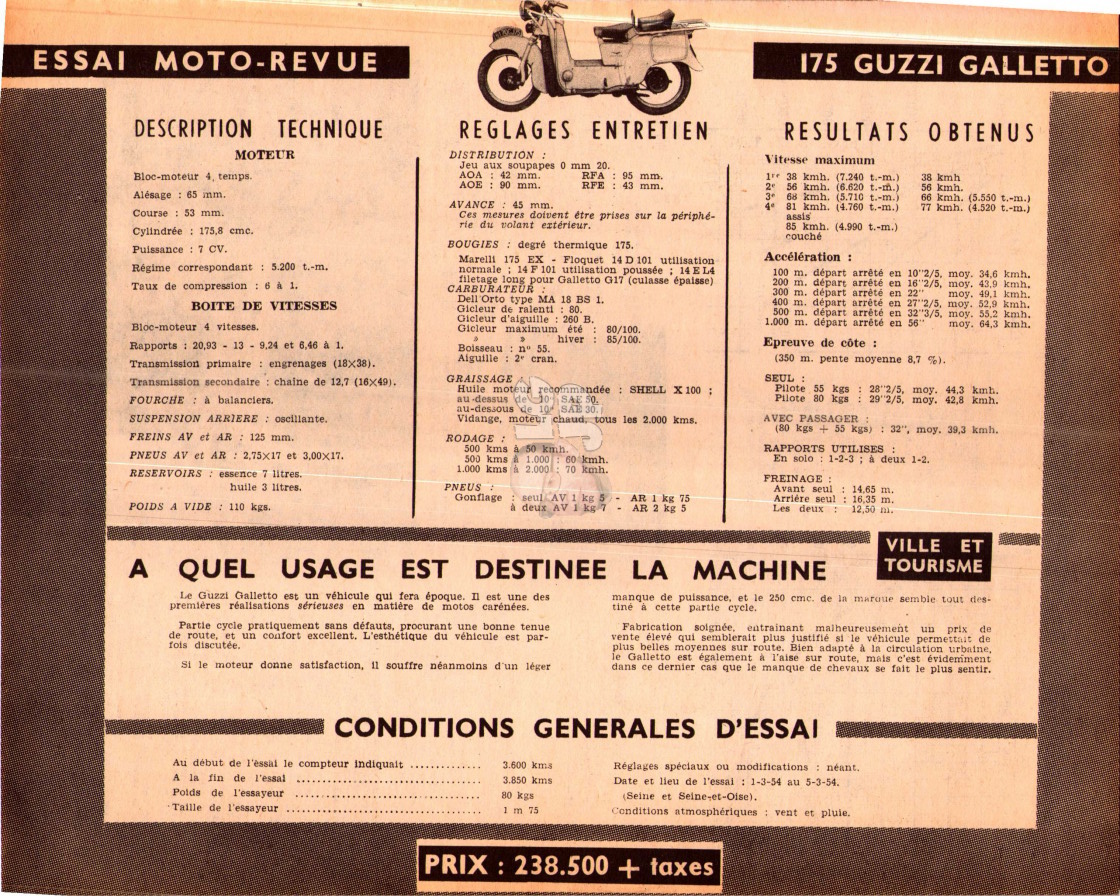 ESSAI MOTO-REVUE
175 GUZZI GALLETTO
DESCRIPTION TECHNIQUE
MOTEUR
Bloc-moteur 4 temps.
Alésage : 65 mm.
Course : 53 mm.
Cylindrée : 175,8 cmc.
Puissance : 7 CV.
Régime correspondant : 5.200 t.-m.
Taux de compression : 6 à 1.
BOITE DE VITESSES
Bloc-moteur 4 vitesses.
Rapports : 20,93 - 13 - 9,24 et 6,46 à 1.
Transmission primaire : engrenages (18×38).
Transmission secondaire : chaîne de 12,7 (16×49).
FOURCHE : à balanciers.
SUSPENSION ARRIERE : oscillante.
FREINS AV et AR : 125 mm.
PNEUS AV et AR : 2,75×17 et 3,00×17.
RESERVOIRS : essence 7 litres.
huile 3 litres.
POIDS A VIDE : 110 kgs.
REGLAGES ENTRETIEN
DISTRIBUTION :
Jeu aux soupapes 0 mm 20.
AOA : 42 mm. RFA : 95 mm.
AOE : 90 mm. RFE : 43 mm.
AVANCE : 45 mm.
Ces mesures doivent être prises sur la périphé-
rie du volant extérieur.
BOUGIES : degré thermique 175.
Marelli 175 EX - Floquet 14 D 101 utilisation
normale ; 14 F 101 utilisation poussée ; 14 E L4
filetage long pour Galletto G17 (culasse épaisse)
CARBURATEUR :
Dell'Orto type MA 18 BS 1.
Gicleur de ralenti : 80.
Gicleur d'aiguille : 260 B.
Gicleur maximum été : 80/100.
» » hiver : 85/100.
Boisseau : n° 55.
Aiguille : 2e cran.
GRAISSAGE :
Huile moteur recommandée : SHELL X 100 ;
au-dessus de 10° SAE 50.
au-dessous de 10° SAE 30.
Vidange, moteur chaud, tous les 2.000 kms.
RODAGE :
500 kms à 50 kmh.
500 kms à 1.000 : 60 kmh.
1.000 kms à 2.000 : 70 kmh.
PNEUS :
Gonflage : seul AV 1 kg 5 - AR 1 kg 75
à deux AV 1 kg 7 - AR 2 kg 5
RESULTATS OBTENUS
Vitesse maximum
1re 38 kmh. (7.240 t.-m.) 38 kmh
2e 56 kmh. (6.620 t.-m.) 56 kmh.
3e 68 kmh. (5.710 t.-m.) 66 kmh. (5.550 t.-m.)
4e 81 kmh. (4.760 t.-m.) 77 kmh. (4.520 t.-m.)
assis
85 kmh. (4.990 t.-m.)
couché
Accélération :
100 m. départ arrêté en 10"2/5, moy. 34,6 kmh.
200 m. départ arrêté en 16"2/5, moy. 43,9 kmh.
300 m. départ arrêté en 22" moy. 49,1 kmh.
400 m. départ arrêté en 27"2/5, moy. 52,9 kmh.
500 m. départ arrêté en 32"3/5, moy. 55,2 kmh.
1.000 m. départ arrêté en 56" moy. 64,3 kmh.
Epreuve de côte :
(350 m. pente moyenne 8,7 %).
SEUL :
Pilote 55 kgs : 28"2/5, moy. 44,3 kmh.
Pilote 80 kgs : 29"2/5, moy. 42,8 kmh.
AVEC PASSAGER :
(80 kgs + 55 kgs) : 32", moy. 39,3 kmh.
RAPPORTS UTILISES :
En solo : 1-2-3 ; à deux 1-2.
FREINAGE :
Avant seul : 14,65 m.
Arrière seul : 16,35 m.
Les deux : 12,50 m.
VILLE ET
TOURISME
A QUEL USAGE EST DESTINEE LA MACHINE
Le Guzzi Galletto est un véhicule qui fera époque. Il est une des
premières réalisations sérieuses en matière de motos carénées.
Partie cycle pratiquement sans défauts, procurant une bonne tenue
de route, et un confort excellent. L'esthétique du véhicule est par-
fois discutée.
Si le moteur donne satisfaction, il souffre néanmoins d'un léger
manque de puissance, et le 250 cmc. de la marque semble tout des-
tiné à cette partie cycle.
Fabrication soignée, entraînant malheureusement un prix de
vente élevé qui semblerait plus justifié si le véhicule permettait de
plus belles moyennes sur route. Bien adapté à la circulation urbaine,
le Galletto est également à l'aise sur route, mais c'est évidemment
dans ce dernier cas que le manque de chevaux se fait le plus sentir.
CONDITIONS GENERALES D'ESSAI
Au début de l'essai le compteur indiquait ............ 3.600 kms
A la fin de l'essai ................................ 3.850 kms
Poids de l'essayeur ................................ 80 kgs
Taille de l'essayeur ................................ 1 m 75
Réglages spéciaux ou modifications : néant.
Date et lieu de l'essai : 1-3-54 au 5-3-54.
(Seine et Seine-et-Oise).
Conditions atmosphériques : vent et pluie.
PRIX : 238.500 + taxes